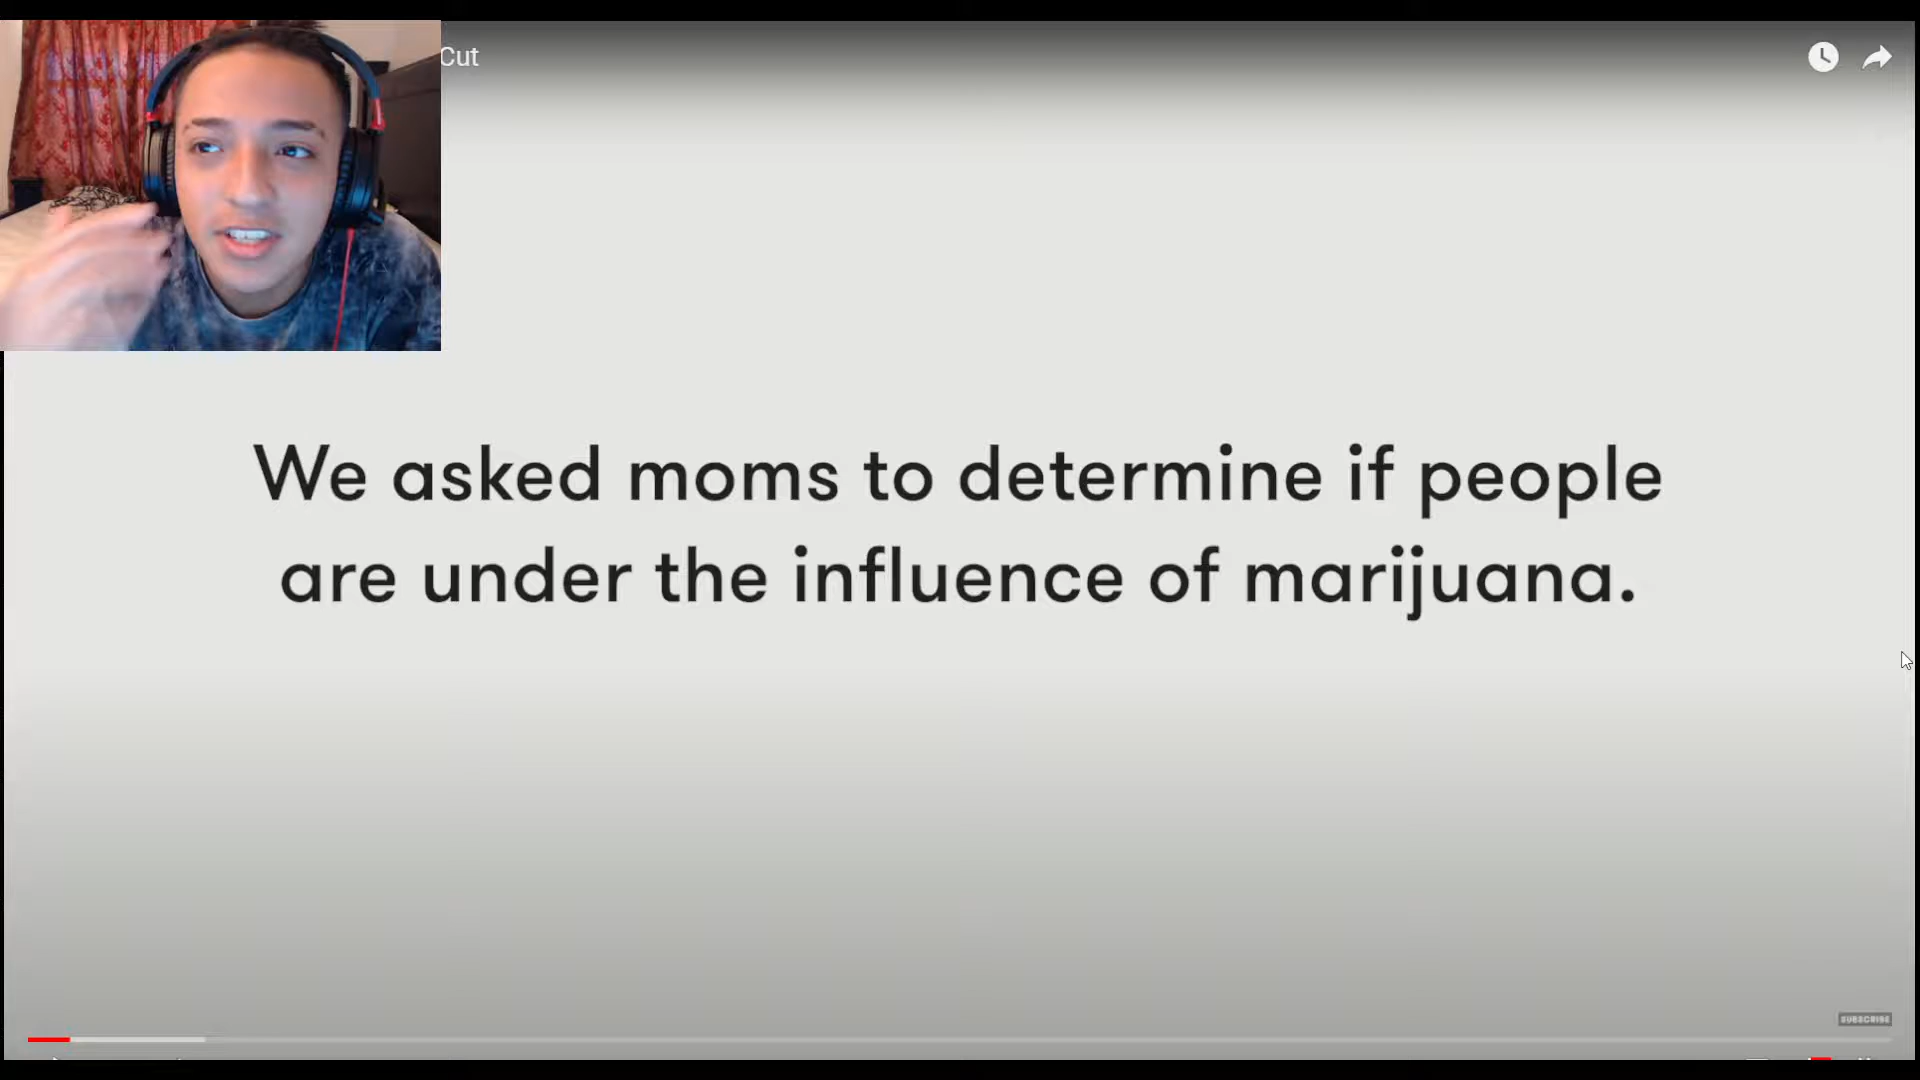 Cut
We asked moms to determine if people
are under the influence of marijuana.
SUBSCRIBE